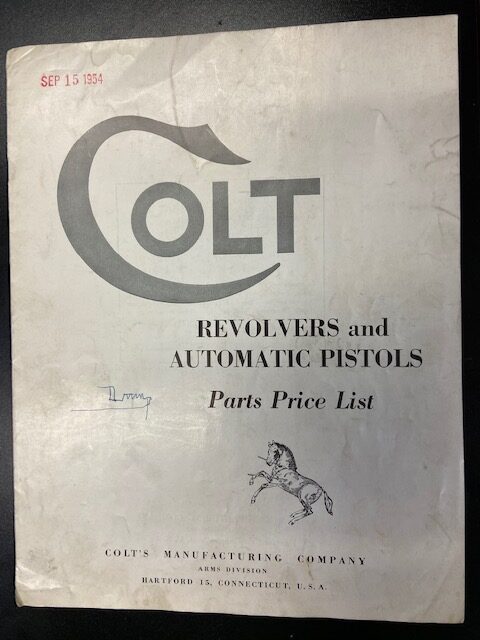 SEP 15 1954
COLT
REVOLVERS and
AUTOMATIC PISTOLS
Parts Price List
COLT'S MANUFACTURING COMPANY
ARMS DIVISION
HARTFORD 15, CONNECTICUT, U.S.A.